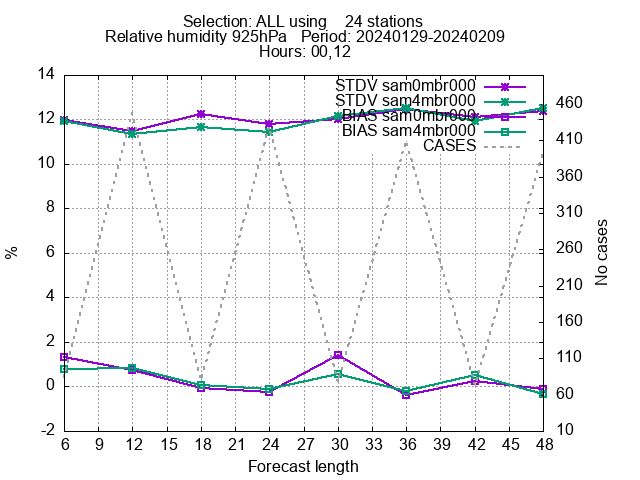 Selection: ALL using    24 stations
Relative humidity 925hPa   Period: 20240129-20240209
Hours: 00,12
STDV sam0mbr000
STDV sam4mbr000
BIAS sam0mbr000
BIAS sam4mbr000
CASES
14
12
10
8
6
4
2
0
-2
%
460
410
360
310
260
210
160
110
60
10
No cases
6 9 12 15 18 21 24 27 30 33 36 39 42 45 48
Forecast length